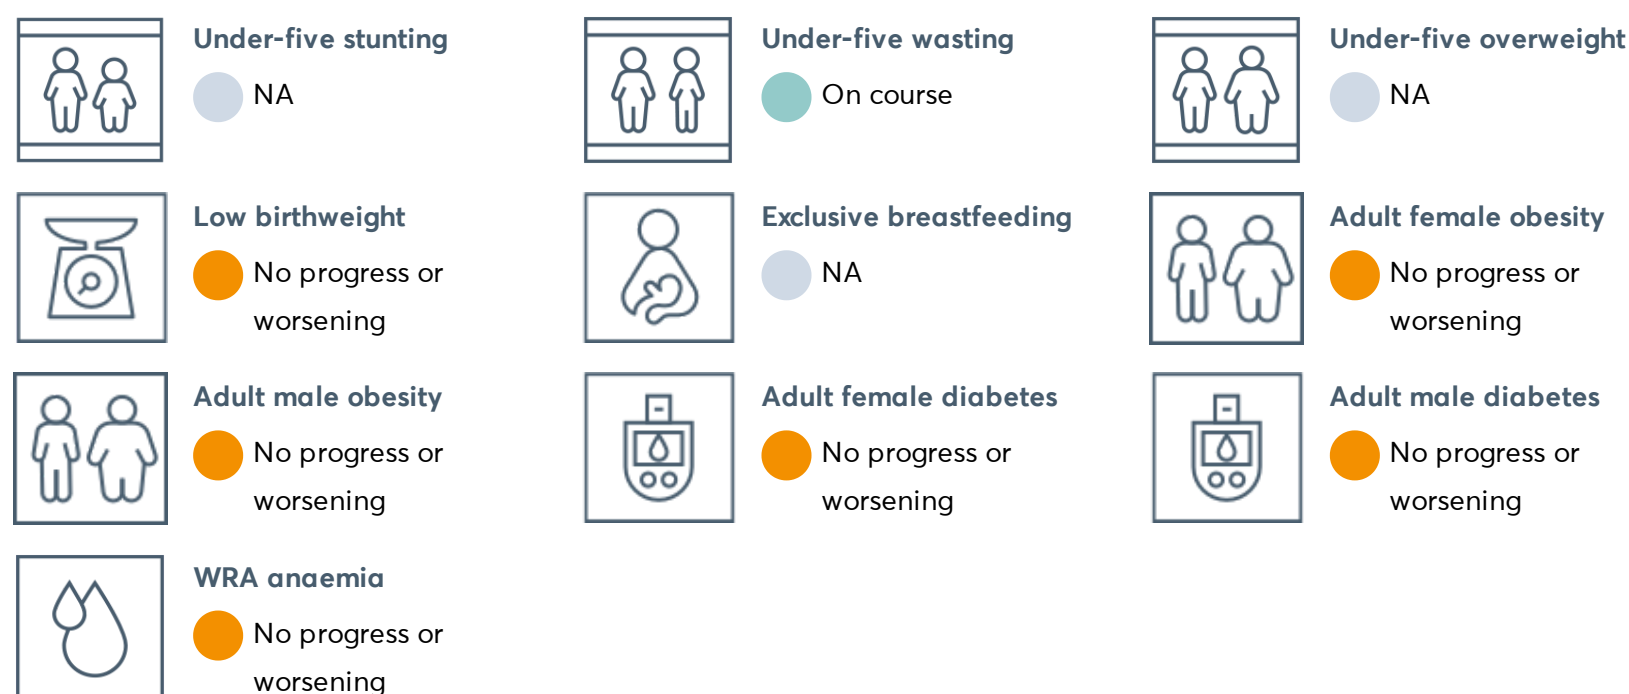 Under-five stunting
NA
Under-five wasting
On course
Under-five overweight
NA
Low birthweight
No progress or
worsening
Exclusive breastfeeding
NA
Adult female obesity
No progress or
worsening
Adult male obesity
No progress or
worsening
Adult female diabetes
No progress or
worsening
Adult male diabetes
No progress or
worsening
WRA anaemia
No progress or
worsening